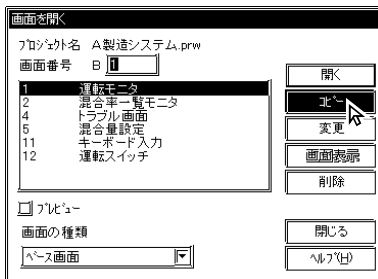 画面を開く
ﾌﾟﾛｼﾞｪｸﾄ名 A製造システム.prw
画面番号 B 1
1 運転モニタ
2 混合率一覧モニタ
4 トラブル画面
5 混合量設定
11 キーボード入力
12 運転スイッチ
開く
ｺﾋﾟｰ
変更
画面表示
削除
ﾌﾟﾚﾋﾞｭｰ
画面の種類
ﾍﾞｰｽ画面
閉じる
ﾍﾙﾌﾟ(H)